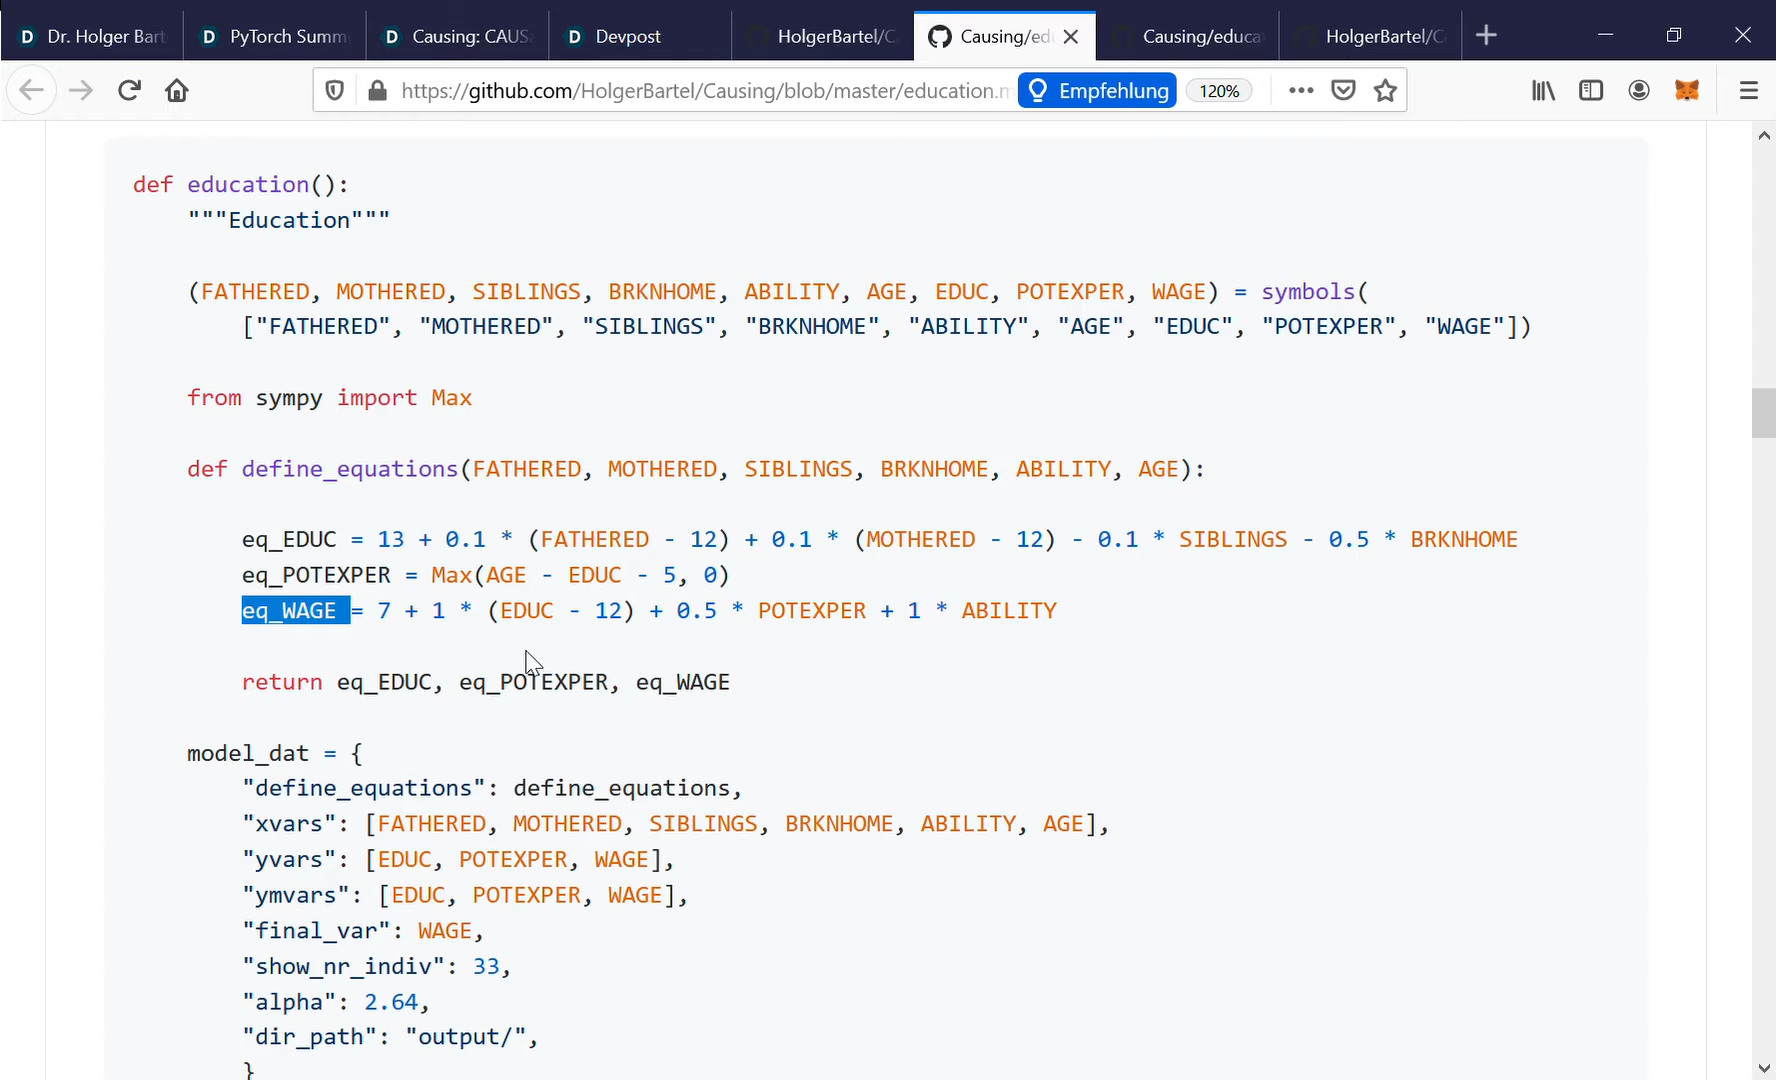 Dr. Holger Bart
PyTorch Summ
Causing: CAUS
Devpost
HolgerBartel/C
Causing/ed
Causing/educa
HolgerBartel/C
https://github.com/HolgerBartel/Causing/blob/master/education.m
Empfehlung
120%
def education():
"""Education"""
(FATHERED, MOTHERED, SIBLINGS, BRKNHOME, ABILITY, AGE, EDUC, POTEXPER, WAGE) = symbols(
["FATHERED", "MOTHERED", "SIBLINGS", "BRKNHOME", "ABILITY", "AGE", "EDUC", "POTEXPER", "WAGE"])
from sympy import Max
def define_equations(FATHERED, MOTHERED, SIBLINGS, BRKNHOME, ABILITY, AGE):
eq_EDUC = 13 + 0.1 * (FATHERED - 12) + 0.1 * (MOTHERED - 12) - 0.1 * SIBLINGS - 0.5 * BRKNHOME
eq_POTEXPER = Max(AGE - EDUC - 5, 0)
eq_WAGE = 7 + 1 * (EDUC - 12) + 0.5 * POTEXPER + 1 * ABILITY
return eq_EDUC, eq_POTEXPER, eq_WAGE
model_dat = {
"define_equations": define_equations,
"xvars": [FATHERED, MOTHERED, SIBLINGS, BRKNHOME, ABILITY, AGE],
"yvars": [EDUC, POTEXPER, WAGE],
"ymvars": [EDUC, POTEXPER, WAGE],
"final_var": WAGE,
"show_nr_indiv": 33,
"alpha": 2.64,
"dir_path": "output/",
}